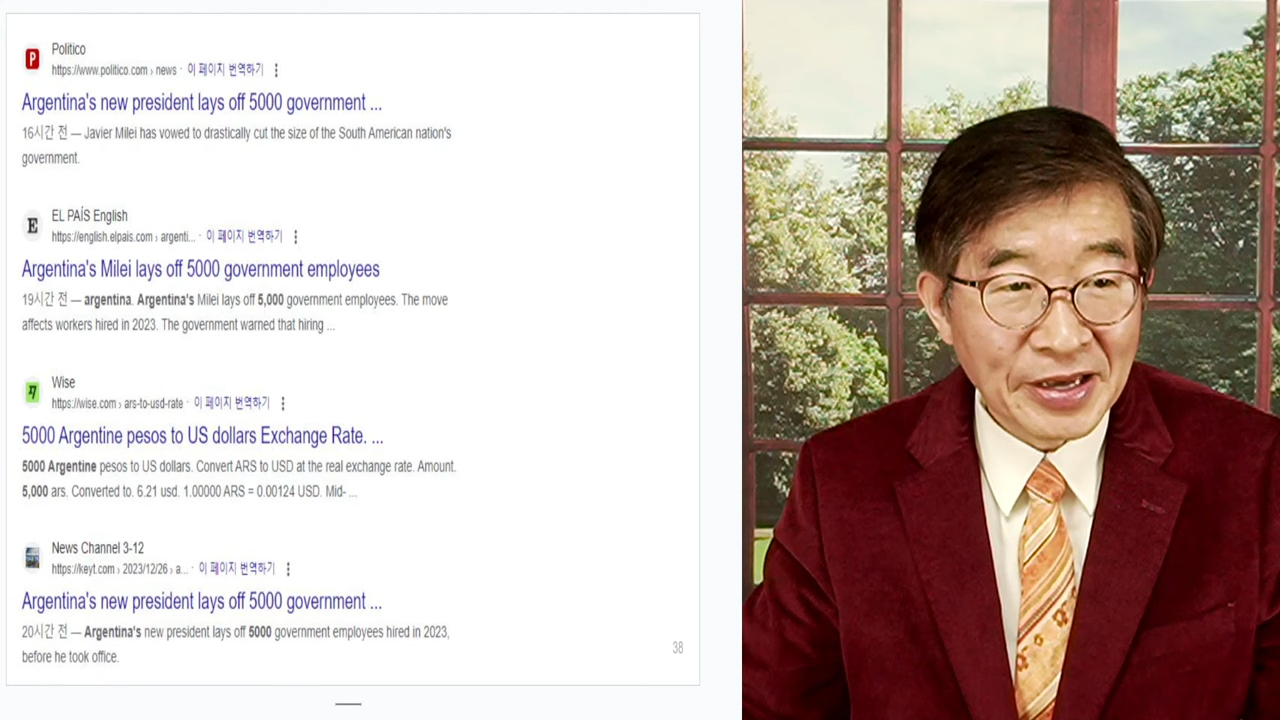 Politico
https://www.politico.com › news · 이 페이지 번역하기
Argentina's new president lays off 5000 government ...
16시간 전 — Javier Milei has vowed to drastically cut the size of the South American nation's
government.
EL PAÍS English
https://english.elpais.com › argenti... · 이 페이지 번역하기
Argentina's Milei lays off 5000 government employees
19시간 전 — argentina. Argentina's Milei lays off 5,000 government employees. The move
affects workers hired in 2023. The government warned that hiring ...
Wise
https://wise.com › ars-to-usd-rate · 이 페이지 번역하기
5000 Argentine pesos to US dollars Exchange Rate. ...
5000 Argentine pesos to US dollars. Convert ARS to USD at the real exchange rate. Amount.
5,000 ars. Converted to. 6.21 usd. 1.00000 ARS = 0.00124 USD. Mid- ...
News Channel 3-12
https://keyt.com › 2023/12/26 › a... · 이 페이지 번역하기
Argentina's new president lays off 5000 government ...
20시간 전 — Argentina's new president lays off 5000 government employees hired in 2023,
before he took office.
38